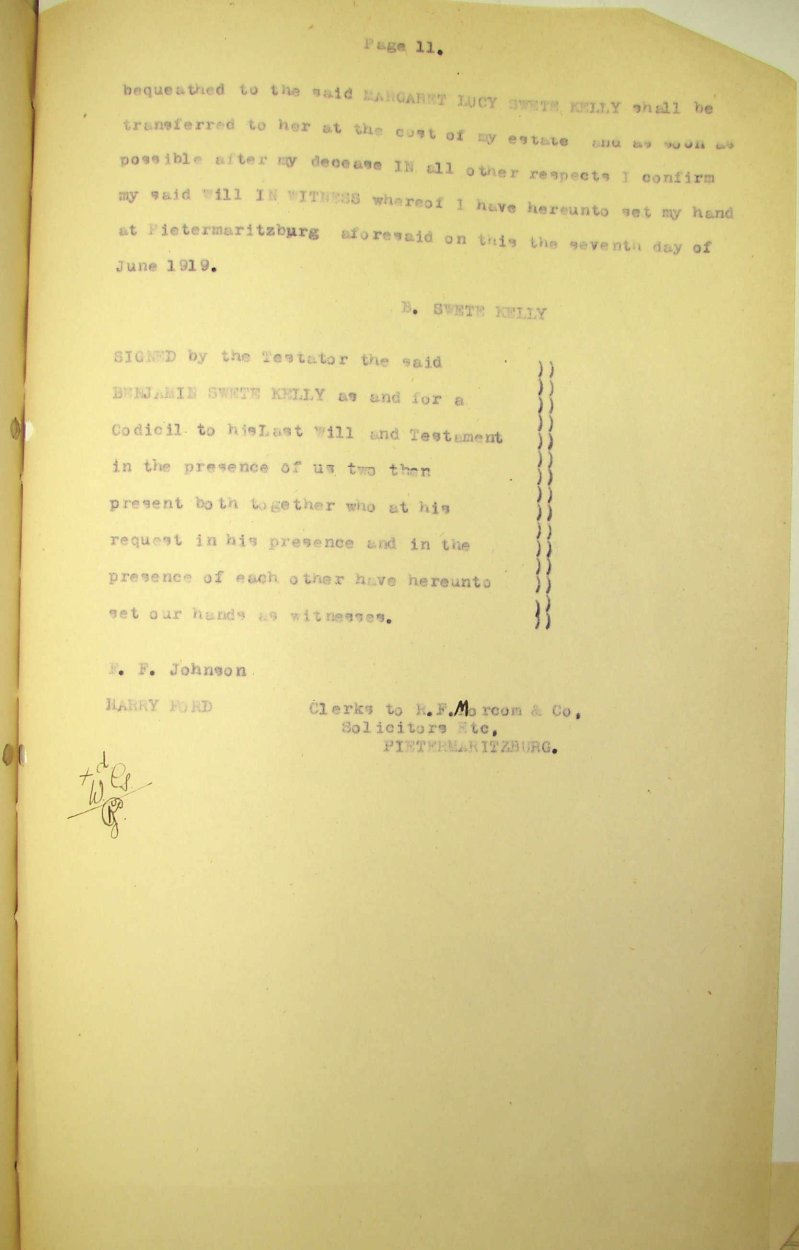 Page 11.
bequeathed to the said MARGARET LUCY SWETE KELLY shall be
transferred to her at the cost of my estate and as soon as
possible after my decease IN all other respects I confirm
my said Will IN WITNESS whereof I have hereunto set my hand
at Pietermaritzburg aforesaid on this the seventh day of
June 1919.
B. SWETE KELLY
SIGNED by the Testator the said ))
BENJAMIN SWETE KELLY as and for a ))
Codicil to hisLast Will and Testament ))
in the presence of us two then ))
present both together who at his ))
request in his presence and in the ))
presence of each other have hereunto ))
set our hands as witnesses. ))
F. F. Johnson
HARRY FORD Clerks to R.F.Morcom & Co,
Solicitors Etc,
PIETERMARITZBURG.